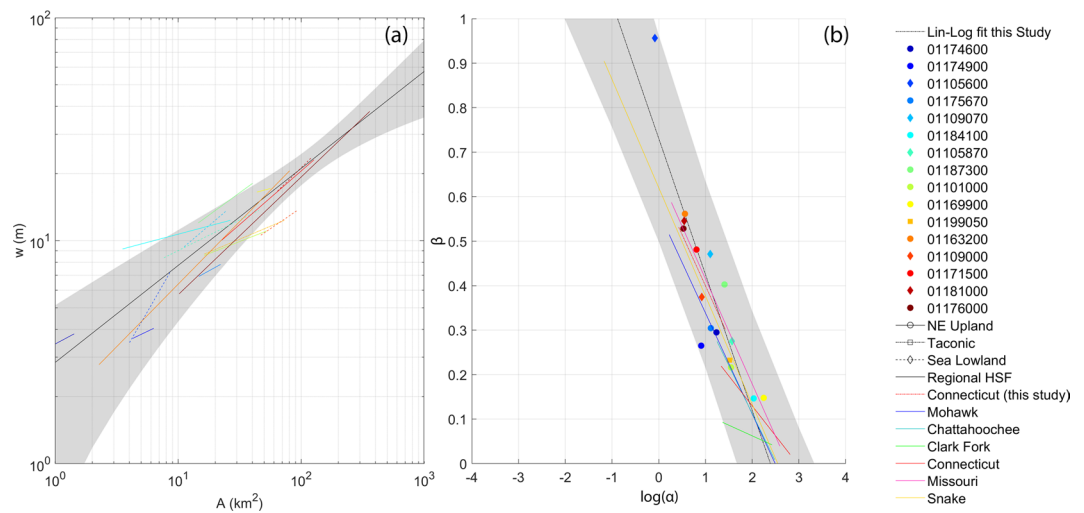 (a)
w (m)
10²
10¹
10⁰
10⁰ 10¹ 10² 10³
A (km²)
(b)
β
1
0.9
0.8
0.7
0.6
0.5
0.4
0.3
0.2
0.1
0
-4 -3 -2 -1 0 1 2 3 4
log(α)
Lin-Log fit this Study
01174600
01174900
01105600
01175670
01109070
01184100
01105870
01187300
01101000
01169900
01199050
01163200
01109000
01171500
01181000
01176000
NE Upland
Taconic
Sea Lowland
Regional HSF
Connecticut (this study)
Mohawk
Chattahoochee
Clark Fork
Connecticut
Missouri
Snake